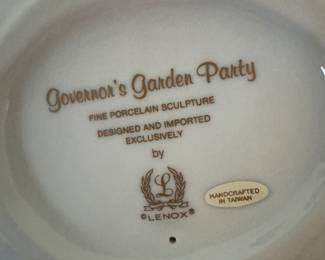 Governor's Garden Party
FINE PORCELAIN SCULPTURE
DESIGNED AND IMPORTED
EXCLUSIVELY
by
L
©LENOX®
HANDCRAFTED
IN TAIWAN